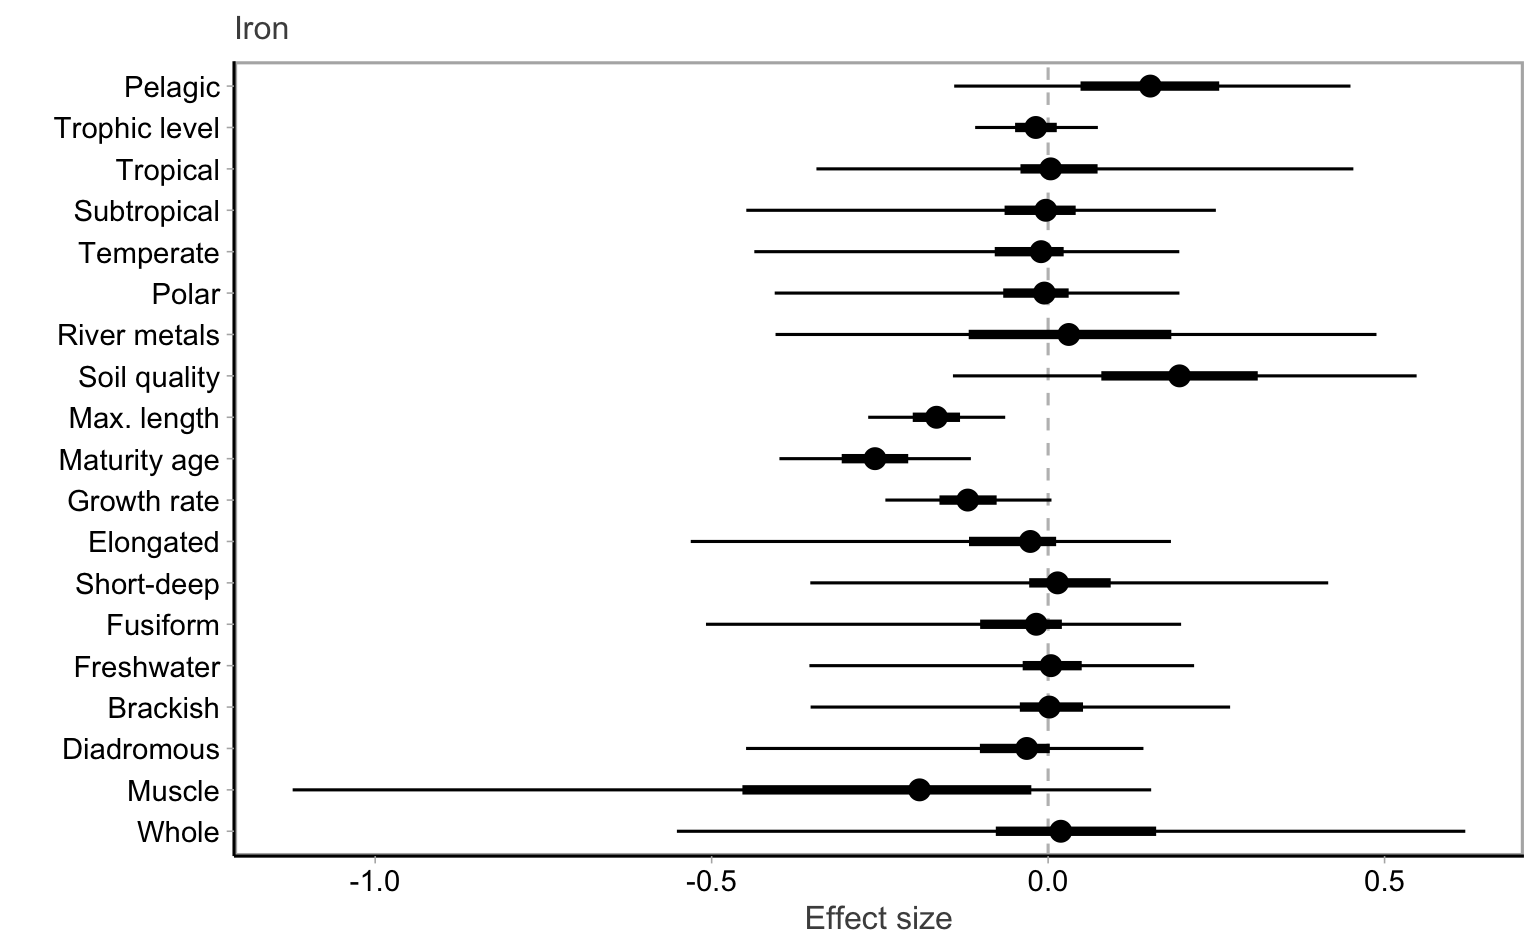 Iron
Pelagic
Trophic level
Tropical
Subtropical
Temperate
Polar
River metals
Soil quality
Max. length
Maturity age
Growth rate
Elongated
Short-deep
Fusiform
Freshwater
Brackish
Diadromous
Muscle
Whole
-1.0 -0.5 0.0 0.5
Effect size